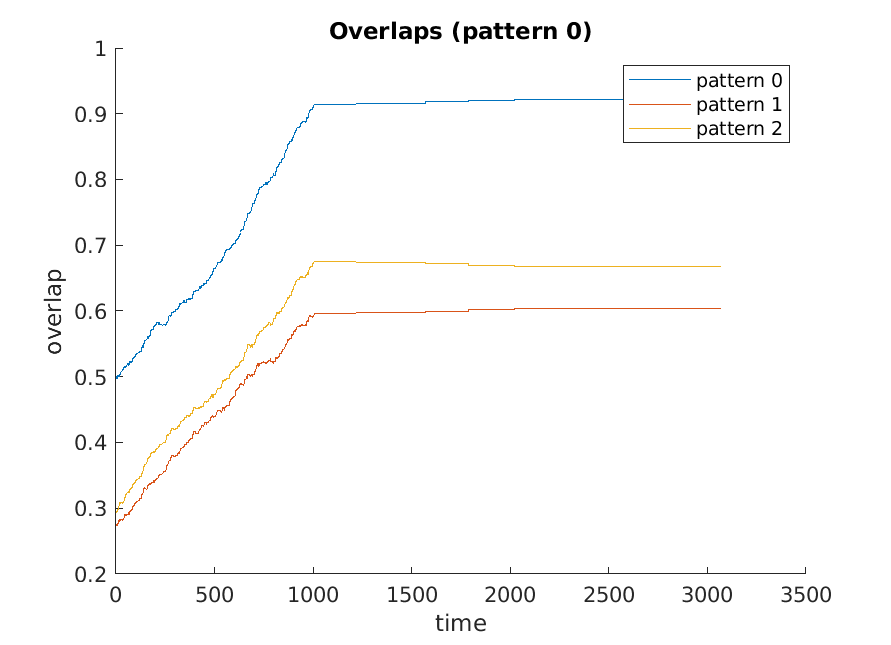 Overlaps (pattern 0)
pattern 0
pattern 1
pattern 2
1
0.9
0.8
0.7
0.6
0.5
0.4
0.3
0.2
overlap
0 500 1000 1500 2000 2500 3000 3500
time